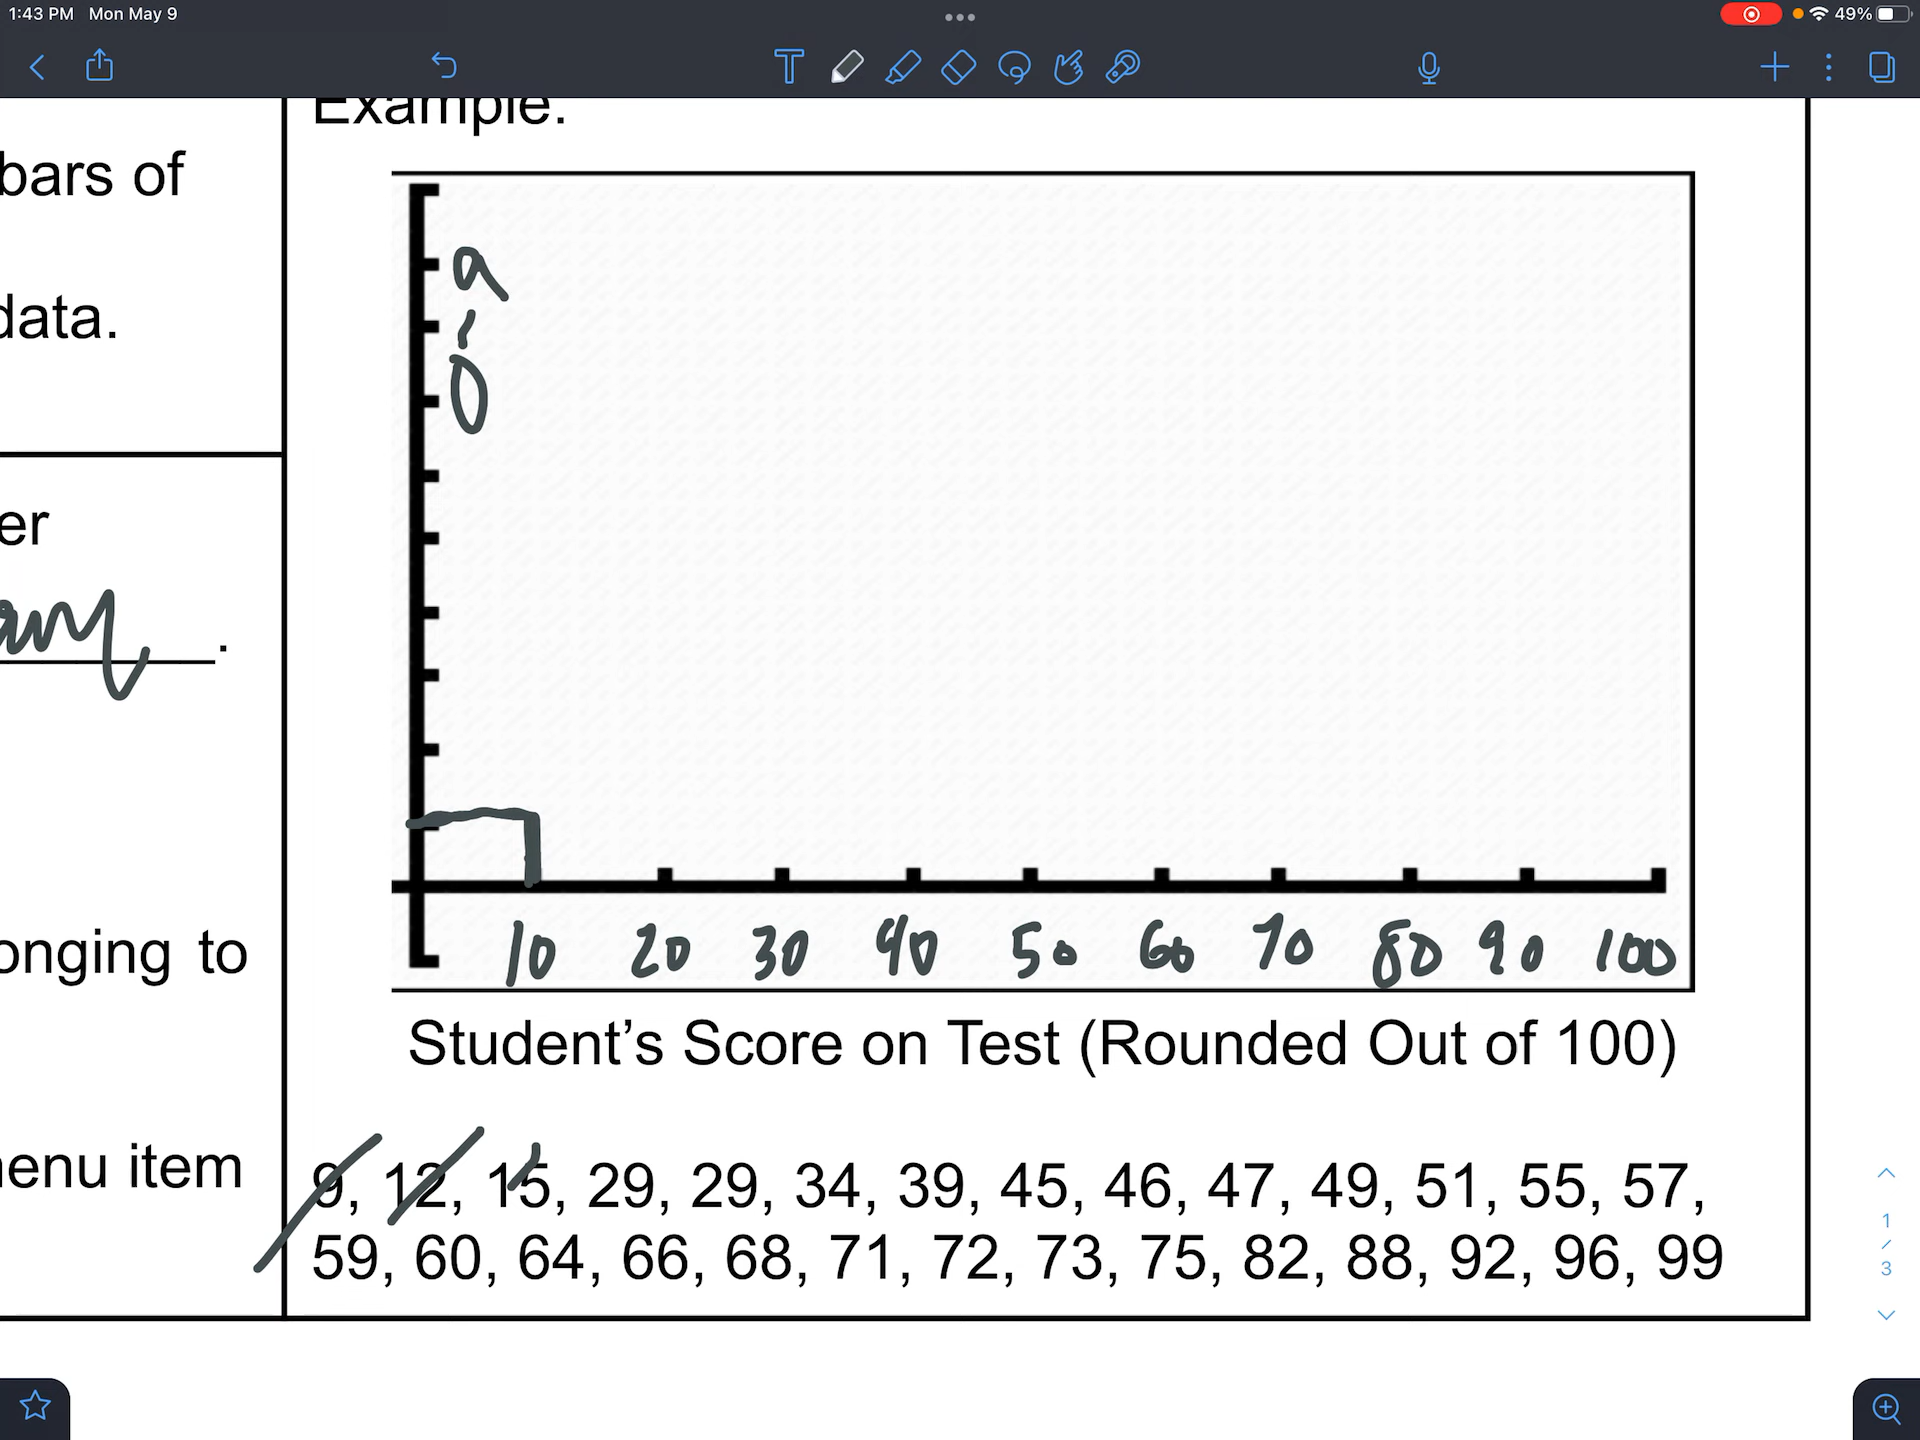 1:43 PM Mon May 9
49%
T
Example:
bars of
data.
er
.
onging to
enu item
0-9
10 20 30 40 50 60 70 80 90 100
Student’s Score on Test (Rounded Out of 100)
9, 12, 15, 29, 29, 34, 39, 45, 46, 47, 49, 51, 55, 57,
59, 60, 64, 66, 68, 71, 72, 73, 75, 82, 88, 92, 96, 99
1
/
3